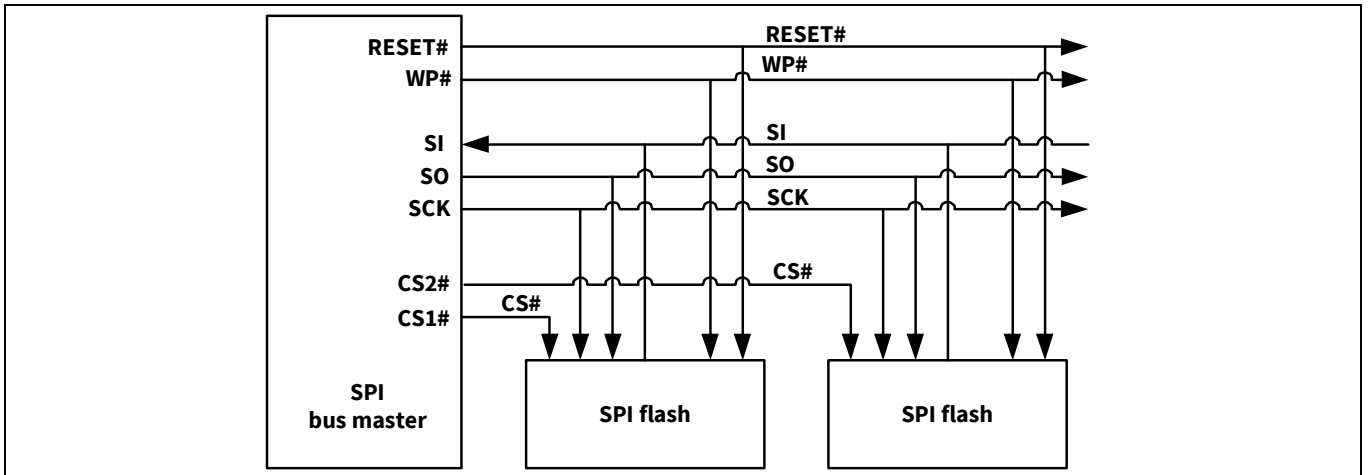 RESET#
RESET#
WP#
WP#
SI
SI
SO
SO
SCK
SCK
CS2#
CS#
CS1#
CS#
SPI
bus master
SPI flash
SPI flash